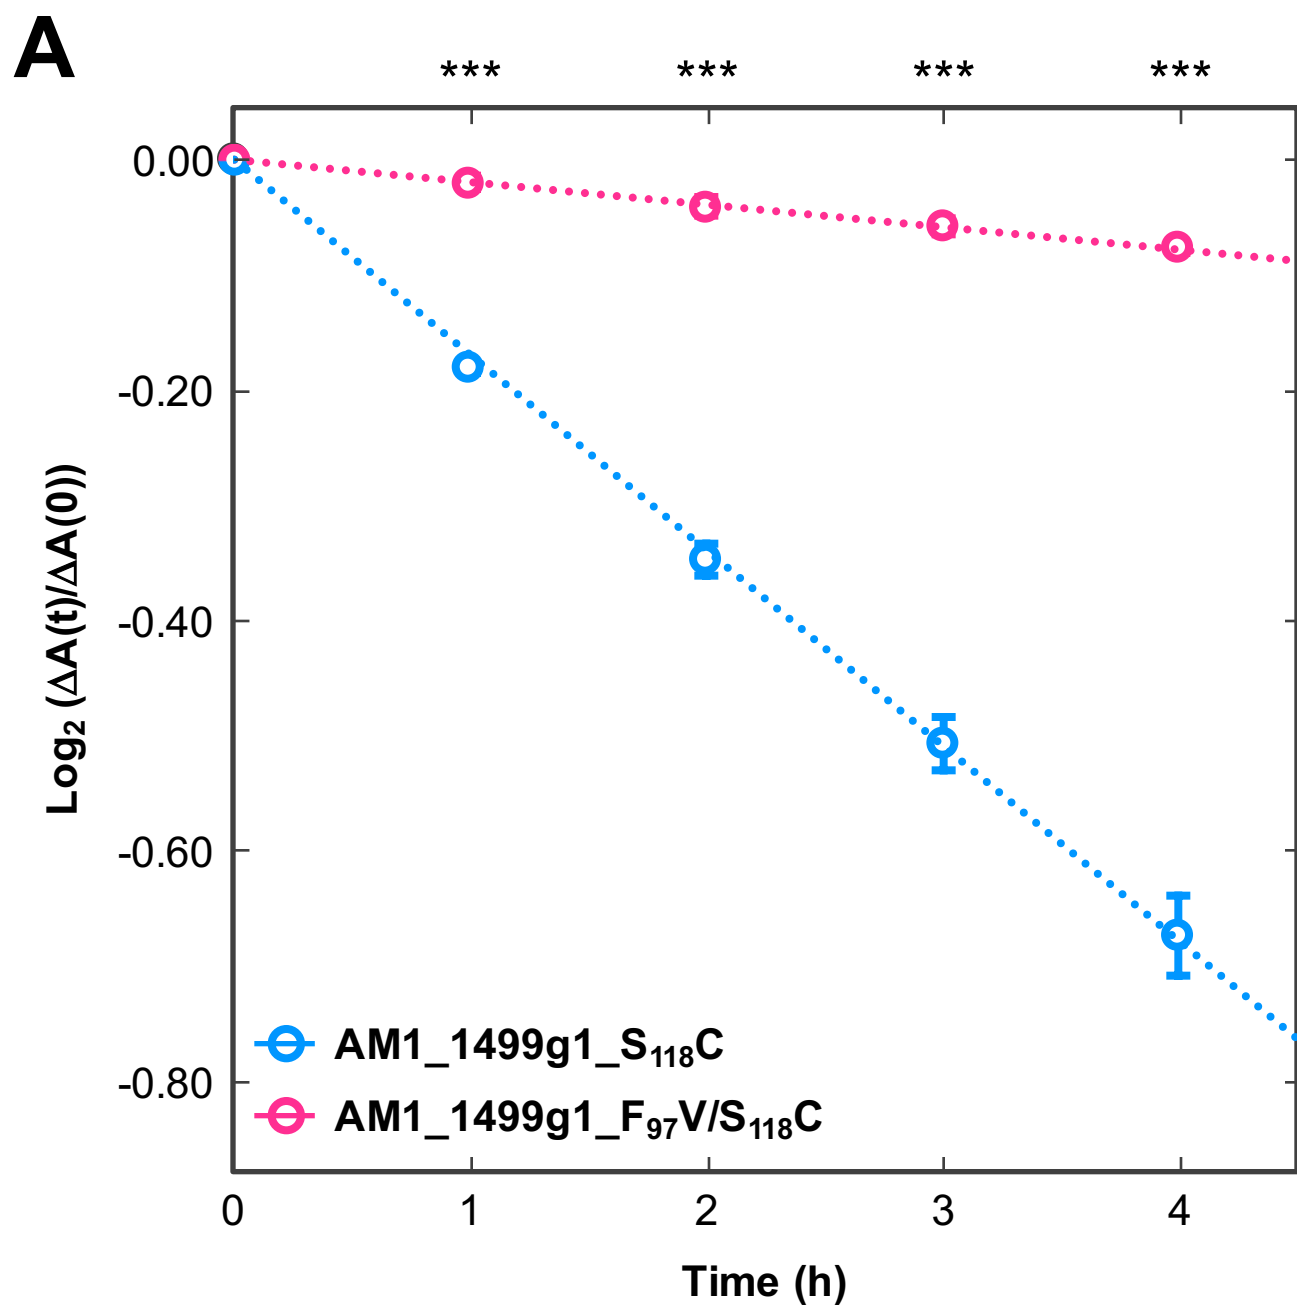 A
*** *** *** ***
0.00
-0.20
-0.40
-0.60
-0.80
Log₂ (ΔA(t)/ΔA(0))
AM1_1499g1_S₁₁₈C
AM1_1499g1_F₉₇V/S₁₁₈C
0 1 2 3 4
Time (h)